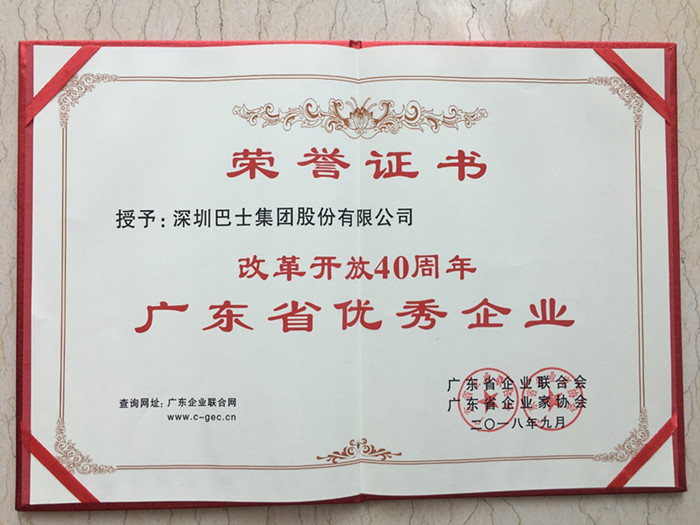 荣誉证书
授予：深圳巴士集团股份有限公司
改革开放40周年
广东省优秀企业
查询网址：广东企业联合网
www.c-gec.cn
广东省企业联合会
广东省企业家协会
二〇一八年九月